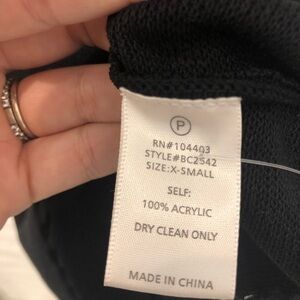 P
RN#104403
STYLE#BC2542
SIZE:X-SMALL
SELF:
100% ACRYLIC
DRY CLEAN ONLY
MADE IN CHINA